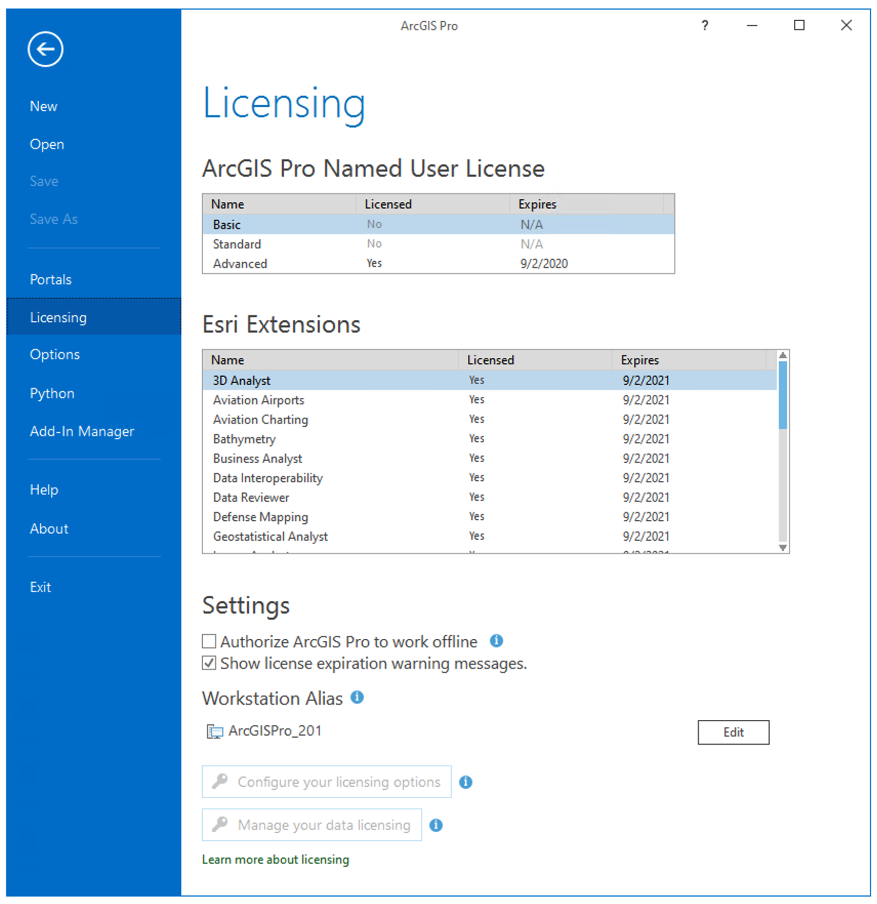 ArcGIS Pro
?
New
Open
Save
Save As
Portals
Licensing
Options
Python
Add-In Manager
Help
About
Exit
Licensing
ArcGIS Pro Named User License
Name Licensed Expires
Basic No N/A
Standard No N/A
Advanced Yes 9/2/2020
Esri Extensions
Name Licensed Expires
3D Analyst Yes 9/2/2021
Aviation Airports Yes 9/2/2021
Aviation Charting Yes 9/2/2021
Bathymetry Yes 9/2/2021
Business Analyst Yes 9/2/2021
Data Interoperability Yes 9/2/2021
Data Reviewer Yes 9/2/2021
Defense Mapping Yes 9/2/2021
Geostatistical Analyst Yes 9/2/2021
Settings
Authorize ArcGIS Pro to work offline
Show license expiration warning messages.
Workstation Alias
ArcGISPro_201
Edit
Configure your licensing options
Manage your data licensing
Learn more about licensing